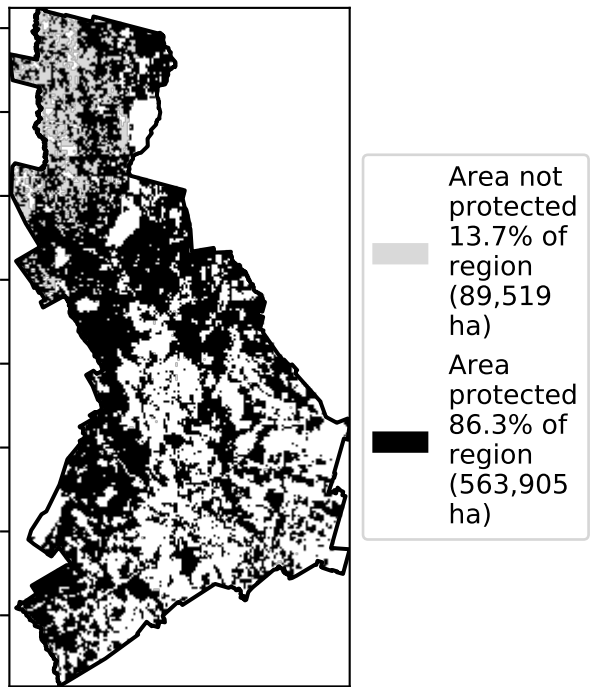 Area not
protected
13.7% of
region
(89,519
ha)
Area
protected
86.3% of
region
(563,905
ha)